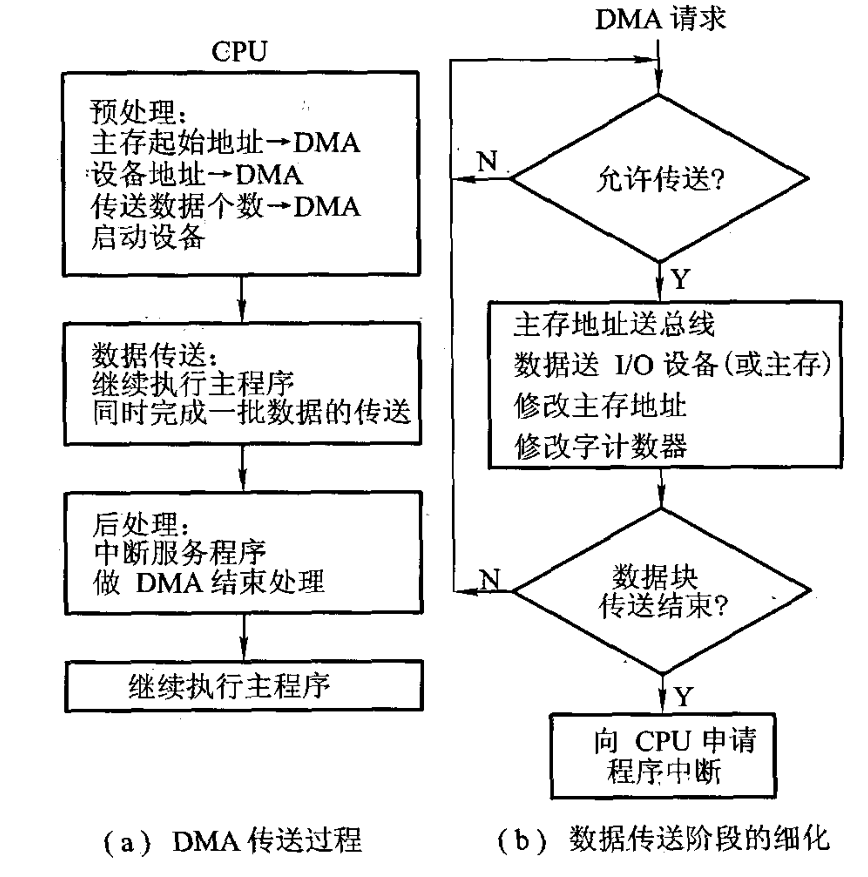 CPU
预处理：
主存起始地址→DMA
设备地址→DMA
传送数据个数→DMA
启动设备
数据传送：
继续执行主程序
同时完成一批数据的传送
后处理：
中断服务程序
做 DMA 结束处理
继续执行主程序
(a) DMA 传送过程
DMA 请求
允许传送?
N
Y
主存地址送总线
数据送 I/O 设备(或主存)
修改主存地址
修改字计数器
数据块
传送结束?
N
Y
向 CPU 申请
程序中断
(b) 数据传送阶段的细化